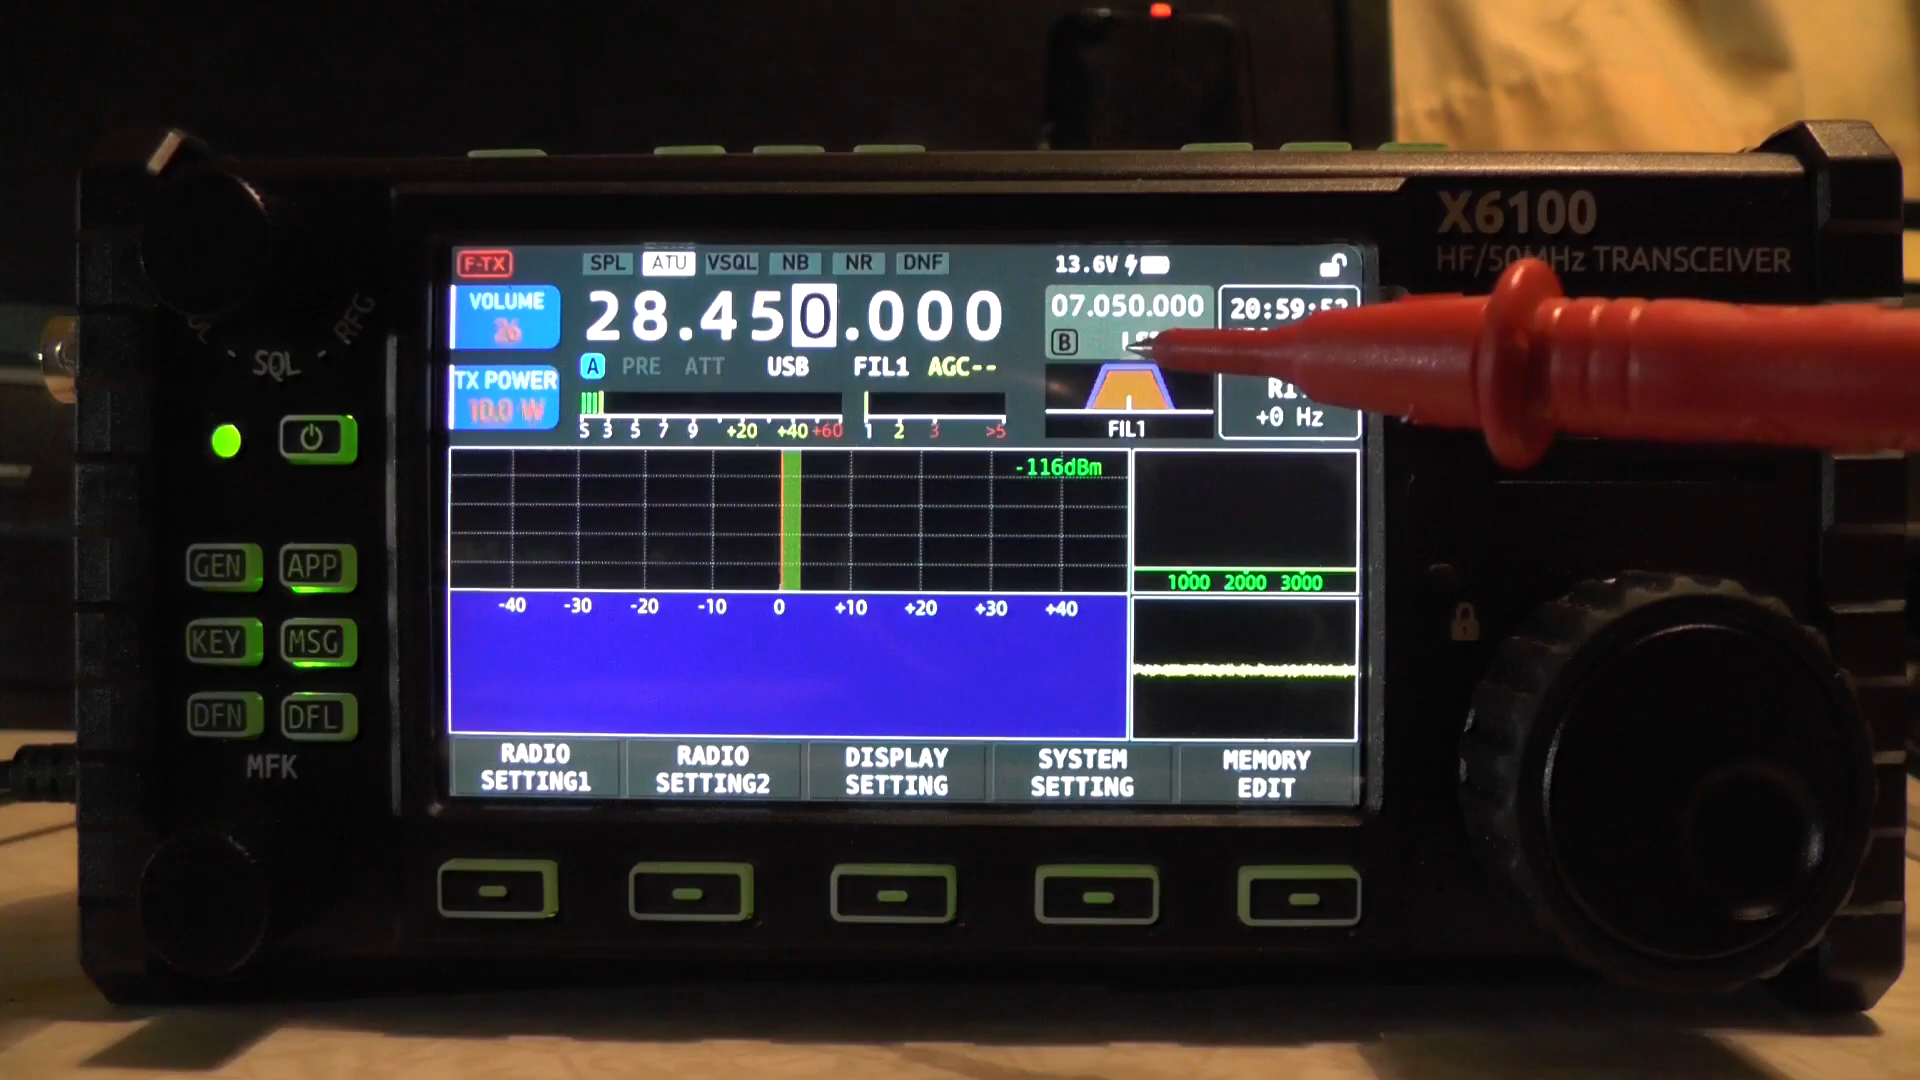 X6100
HF/50MHz TRANSCEIVER
F-TX SPL ATU VSQL NB NR DNF 13.6V
VOLUME
26
28.450.000
07.050.000
B
A PRE ATT USB FIL1 AGC--
TX POWER
10.0 W
S 3 5 7 9 +20 +40 +60
1 2 3 >5
FIL1
+0 Hz
-116dBm
1000 2000 3000
-40 -30 -20 -10 0 +10 +20 +30 +40
RADIO SETTING1
RADIO SETTING2
DISPLAY SETTING
SYSTEM SETTING
MEMORY EDIT
SQL
RFG
GEN
APP
KEY
MSG
DFN
DFL
MFK